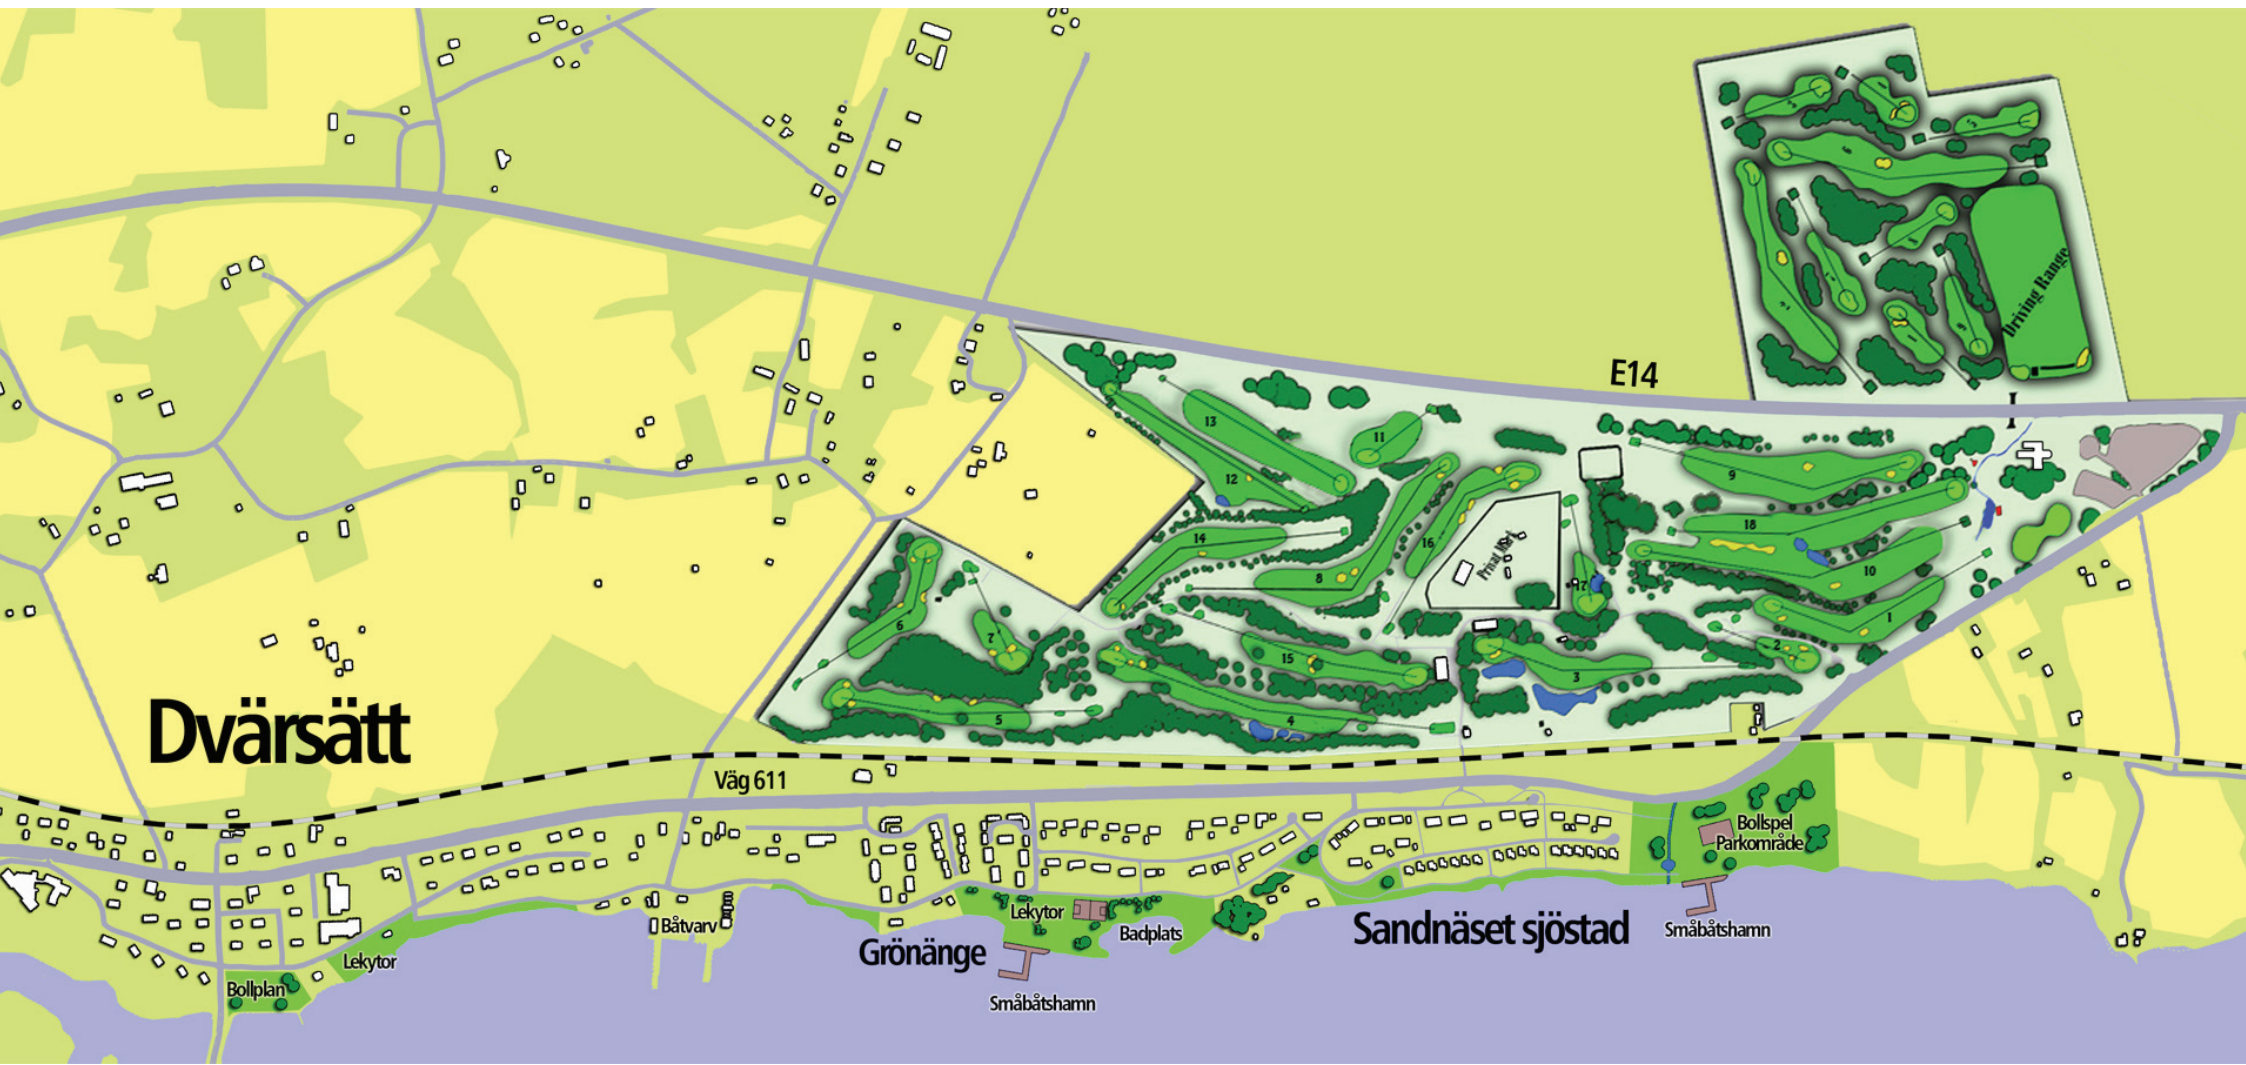 E14
Driving Range
13
11
12
9
18
14
16
8
10
17
1
6
7
2
15
3
5
4
Dvärsätt
Väg 611
Bollspel
Parkområde
Lekytor
Båtvarv
Badplats
Grönänge
Sandnäset sjöstad
Småbåtshamn
Lekytor
Bollplan
Småbåtshamn